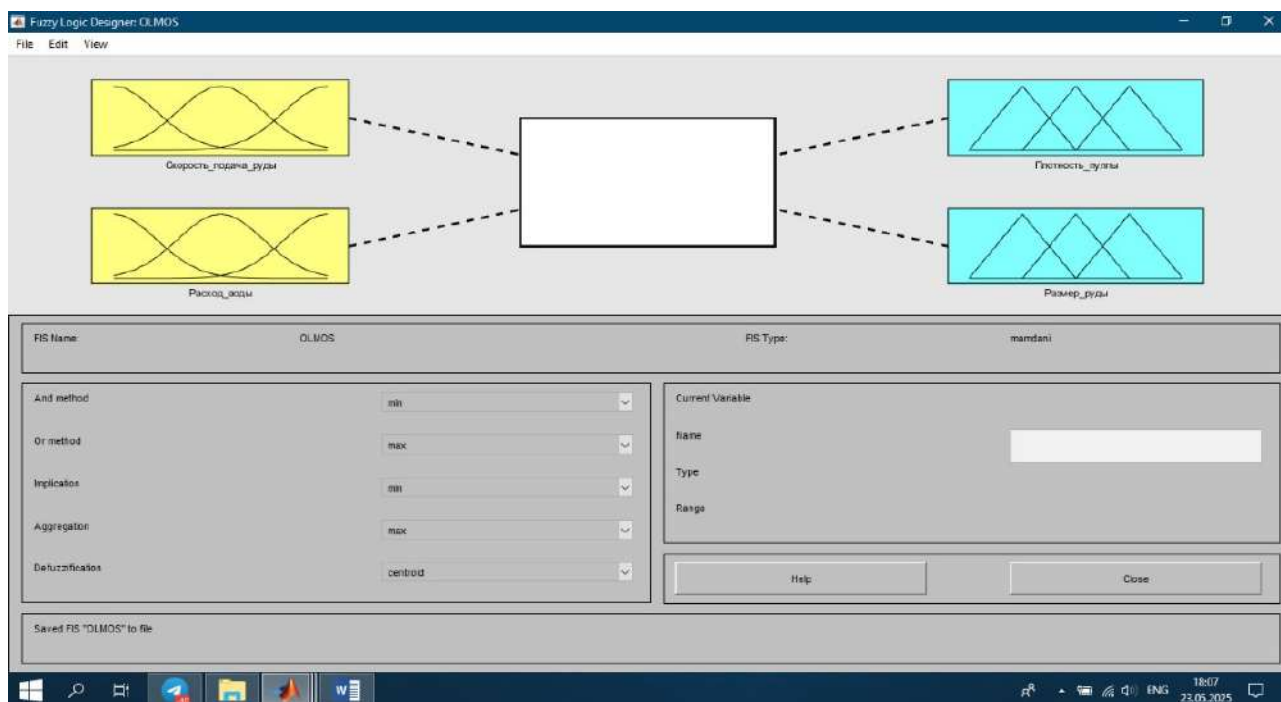 Fuzzy Logic Designer: OLMOS
File Edit View
Скорость_подача_руды
Плотность_пулпы
Расход_воды
Размер_руды
FIS Name: OLMOS FIS Type: mamdani
And method min
Or method max
Implication min
Aggregation max
Defuzzification centroid
Current Variable
Name
Type
Range
Help Close
Saved FIS "OLMOS" to file
ENG
18:07
23.05.2025